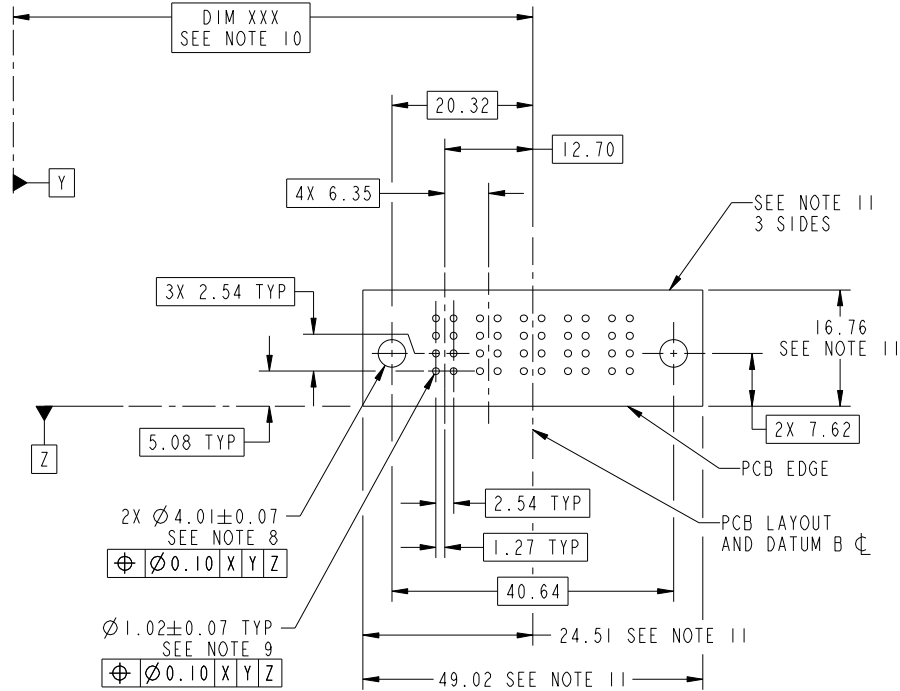 DIM XXX
SEE NOTE 10
20.32
12.70
Y
4X 6.35
SEE NOTE 11
3 SIDES
3X 2.54 TYP
16.76
SEE NOTE 11
5.08 TYP
2X 7.62
Z
PCB EDGE
2.54 TYP
2X Ø4.01±0.07
SEE NOTE 8
⌖ Ø0.10 X Y Z
PCB LAYOUT
AND DATUM B ℄
1.27 TYP
40.64
Ø1.02±0.07 TYP
SEE NOTE 9
⌖ Ø0.10 X Y Z
24.51 SEE NOTE 11
49.02 SEE NOTE 11